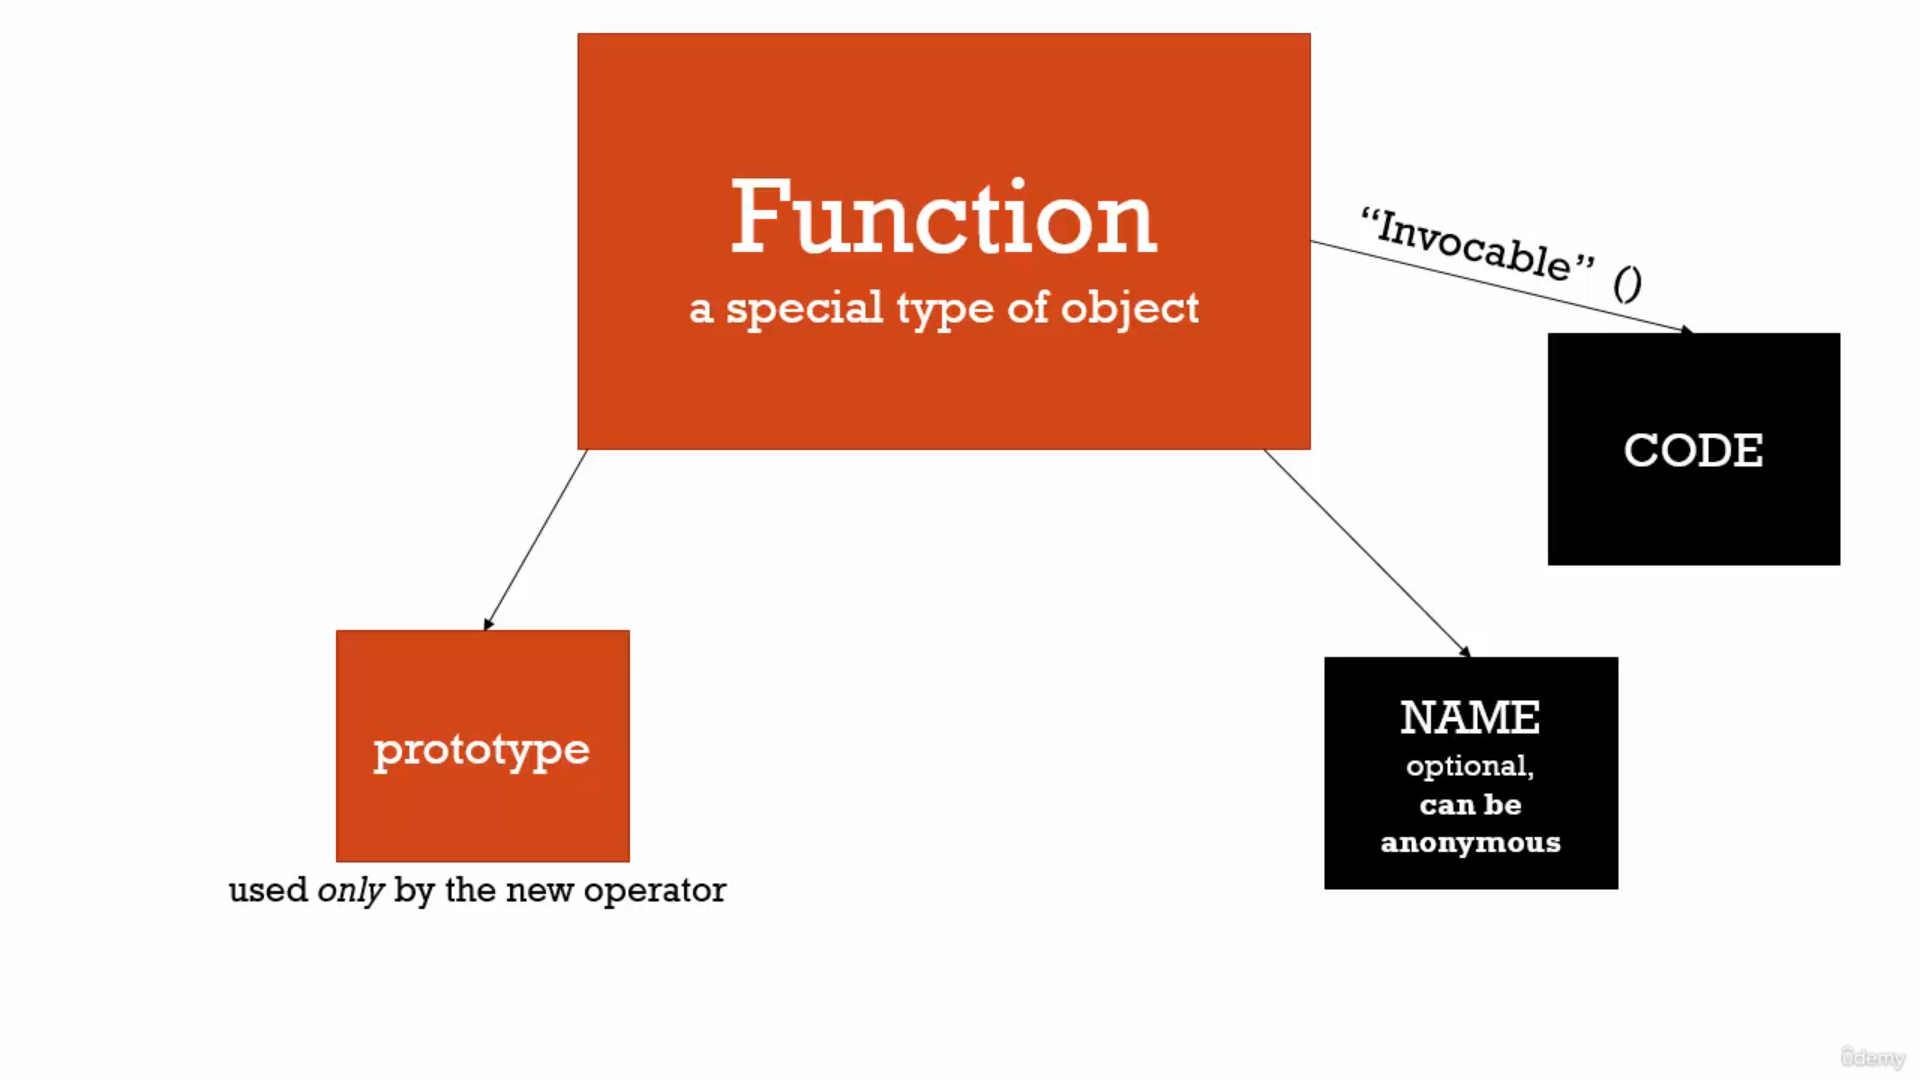 Function
a special type of object
“Invocable” ()
CODE
prototype
used only by the new operator
NAME
optional,
can be
anonymous
ûdemy